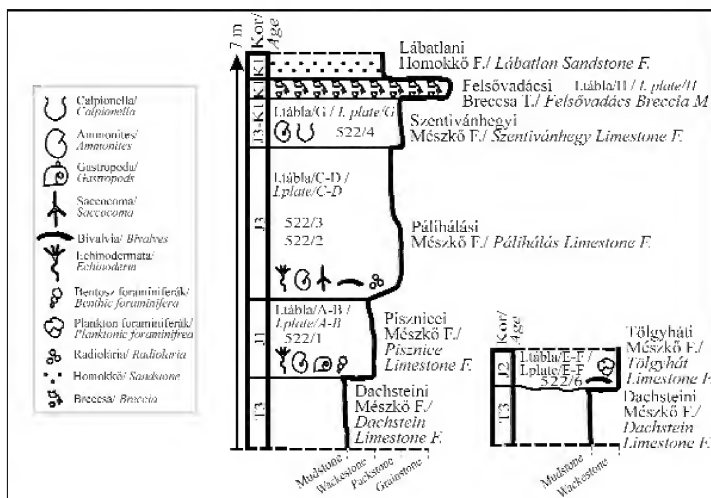 7 m
Kor/
Age
Calpionella/
Calpionella
Ammonites/
Ammonites
Gastropoda/
Gastropods
Saccocoma/
Saccocoma
Bivalvia/ Bivalves
Echinodermata/
Echinoderm
Bentosz foraminiferák/
Benthic foraminifera
Plankton foraminiferák/
Planktonic foraminifrea
Radiolária/ Radiolaria
Homokkő/ Sandstone
Breccsa/ Breccia
K1
Lábatlani
Homokkő F./ Lábatlan Sandstone F.
K1
Felsővadácsi
Breccsa T./ Felsővadács Breccia M
I.tábla/H / I. plate/H
J3-K1
I.tábla/G / I. plate/G
522/4
Szentivánhegyi
Mészkő F./ Szentivánhegy Limestone F.
J3
I.tábla/C-D /
I.plate/C-D
522/3
522/2
Pálihálási
Mészkő F./ Pálihálás Limestone F.
J1
I.tábla/A-B /
I.plate/A-B
522/1
Pisznicei
Mészkő F./
Pisznice
Limestone F.
T3
Dachsteini
Mészkő F./
Dachstein
Limestone F.
Mudstone
Wackestone
Packstone
Grainstone
Kor/
Age
J2
I.tábla/E-F /
I.plate/E-F
522/6
Tölgyháti
Mészkő F./
Tölgyhát
Limestone F.
T3
Dachsteini
Mészkő F./
Dachstein
Limestone F.
Mudstone
Wackestone